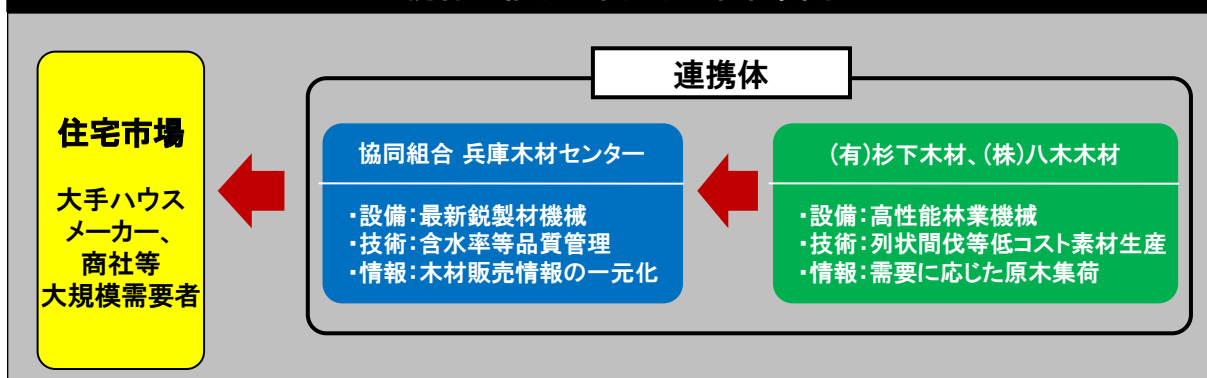 連携体
住宅市場
大手ハウス
メーカー、
商社等
大規模需要者
協同組合 兵庫木材センター
・設備：最新鋭製材機械
・技術：含水率等品質管理
・情報：木材販売情報の一元化
(有)杉下木材、(株)八木木材
・設備：高性能林業機械
・技術：列状間伐等低コスト素材生産
・情報：需要に応じた原木集荷